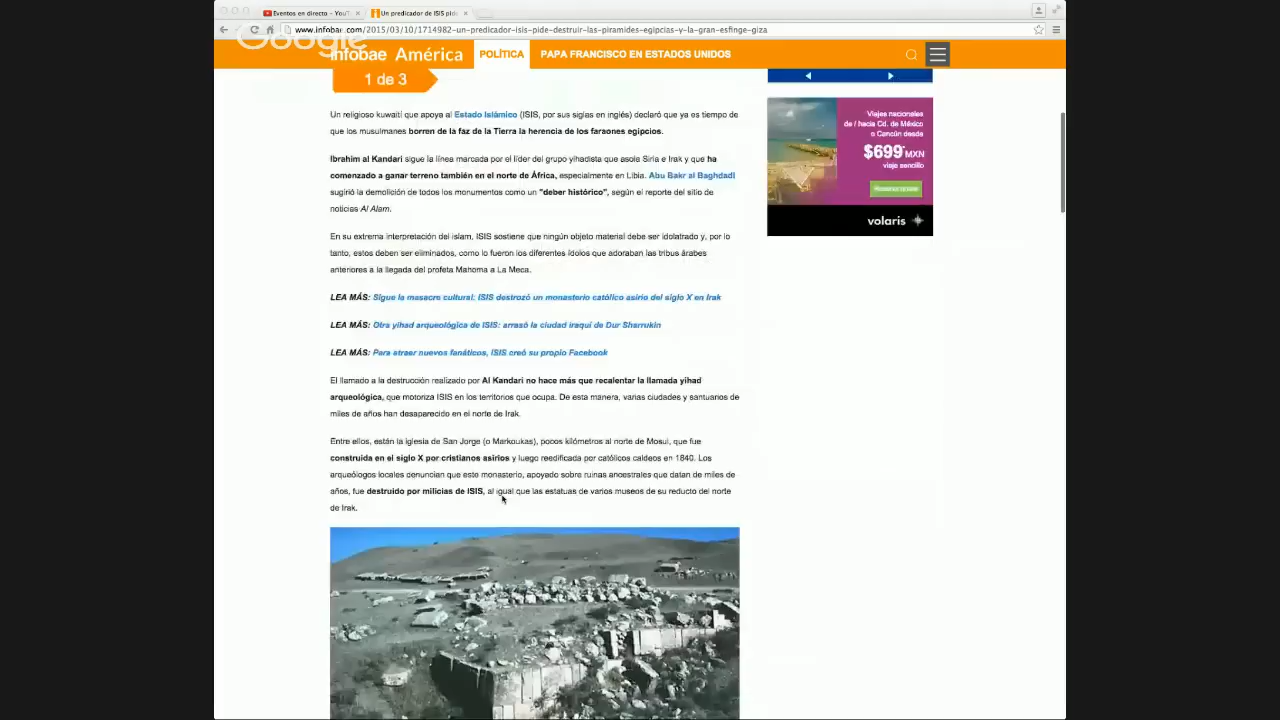 Eventos en directo - YouT
Un predicador de ISIS pide
www.infobae.com/2015/03/10/1714982-un-predicador-isis-pide-destruir-las-piramides-egipcias-y-la-gran-esfinge-giza
Google
infobae América
POLÍTICA
PAPA FRANCISCO EN ESTADOS UNIDOS
1 de 3
Un religioso kuwaití que apoya al Estado Islámico (ISIS, por sus siglas en inglés) declaró que ya es tiempo de
que los musulmanes borren de la faz de la Tierra la herencia de los faraones egipcios.
Ibrahim al Kandari sigue la línea marcada por el líder del grupo yihadista que asola Siria e Irak y que ha
comenzado a ganar terreno también en el norte de África, especialmente en Libia. Abu Bakr al Baghdadi
sugirió la demolición de todos los monumentos como un "deber histórico", según el reporte del sitio de
noticias Al Alam.
En su extrema interpretación del islam, ISIS sostiene que ningún objeto material debe ser idolatrado y, por lo
tanto, estos deben ser eliminados, como lo fueron los diferentes ídolos que adoraban las tribus árabes
anteriores a la llegada del profeta Mahoma a La Meca.
LEA MÁS: Sigue la masacre cultural: ISIS destrozó un monasterio católico asirio del siglo X en Irak
LEA MÁS: Otra yihad arqueológica de ISIS: arrasó la ciudad iraquí de Dur Sharrukin
LEA MÁS: Para atraer nuevos fanáticos, ISIS creó su propio Facebook
El llamado a la destrucción realizado por Al Kandari no hace más que recalentar la llamada yihad
arqueológica, que motoriza ISIS en los territorios que ocupa. De esta manera, varias ciudades y santuarios de
miles de años han desaparecido en el norte de Irak.
Entre ellos, están la iglesia de San Jorge (o Markoukas), pocos kilómetros al norte de Mosul, que fue
construida en el siglo X por cristianos asirios y luego reedificada por católicos caldeos en 1840. Los
arqueólogos locales denuncian que este monasterio, apoyado sobre ruinas ancestrales que datan de miles de
años, fue destruido por milicias de ISIS, al igual que las estatuas de varios museos de su reducto del norte
de Irak.
Viajes nacionales
de / hacia Cd. de México
o Cancún desde
$699 MXN
viaje sencillo
volaris